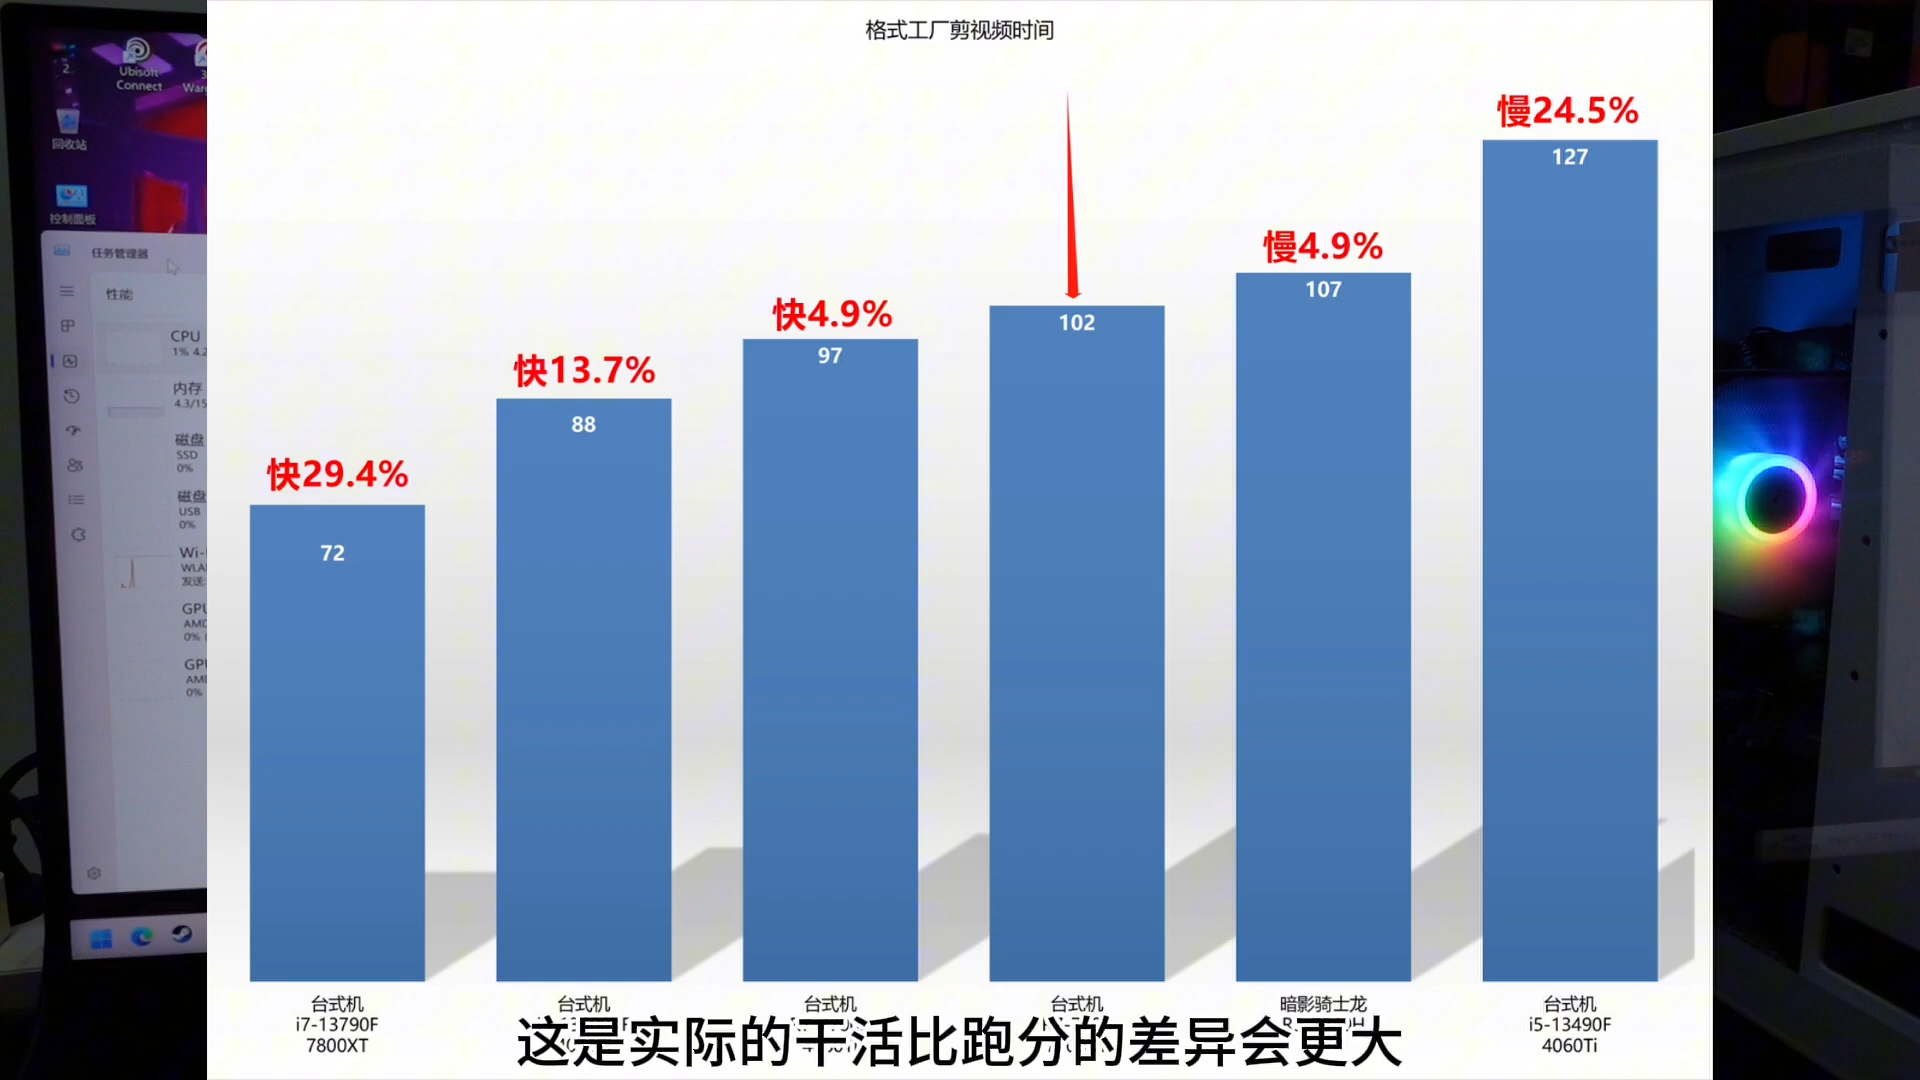 格式工厂剪视频时间
快29.4%
72
快13.7%
88
快4.9%
97
102
慢4.9%
107
慢24.5%
127
台式机
i7-13790F
7800XT
台式机
台式机
台式机
暗影骑士龙
台式机
i5-13490F
4060Ti
这是实际的干活比跑分的差异会更大
2
Ubisoft
Connect
3
回收站
控制面板
任务管理器
性能
CPU
内存
磁盘
SSD
0%
磁盘
USB
0%
0%
0%